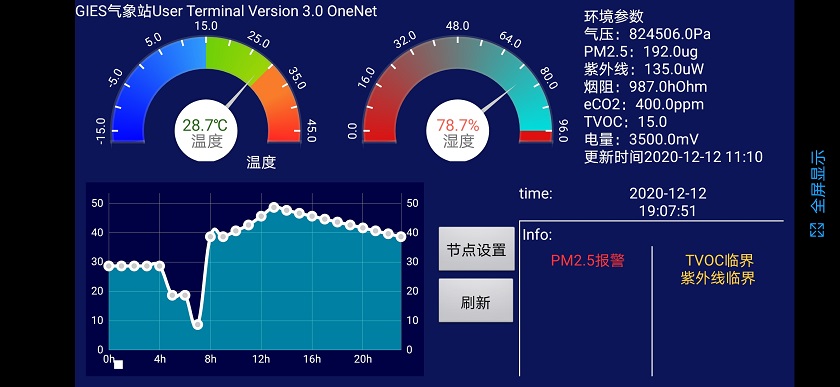 GIES气象站User Terminal Version 3.0 OneNet
-15.0
-5.0
5.0
15.0
25.0
35.0
45.0
28.7℃
温度
温度
0.0
16.0
32.0
48.0
64.0
80.0
96.0
78.7%
湿度
环境参数
气压：824506.0Pa
PM2.5：192.0ug
紫外线：135.0uW
烟阻：987.0hOhm
eCO2：400.0ppm
TVOC：15.0
电量：3500.0mV
更新时间2020-12-12 11:10
全屏显示
50
40
30
20
10
0
50
40
30
20
10
0
0h
4h
8h
12h
16h
20h
节点设置
刷新
time:
2020-12-12
19:07:51
Info:
PM2.5报警
TVOC临界
紫外线临界